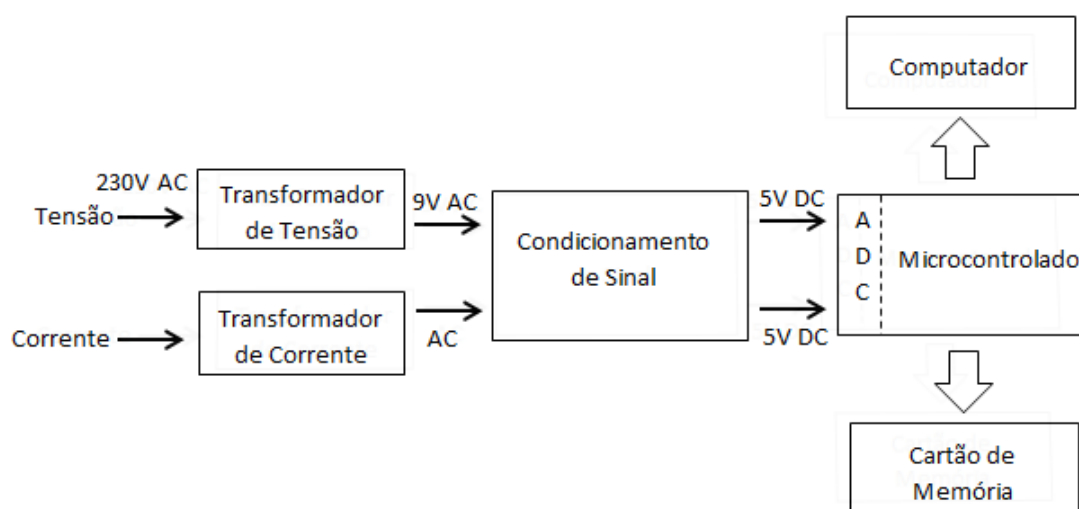 Computador
230V AC
Tensão
Transformador
de Tensão
9V AC
Condicionamento
de Sinal
5V DC
A
D
C
Microcontrolado
Corrente
Transformador
de Corrente
AC
5V DC
Cartão de
Memória